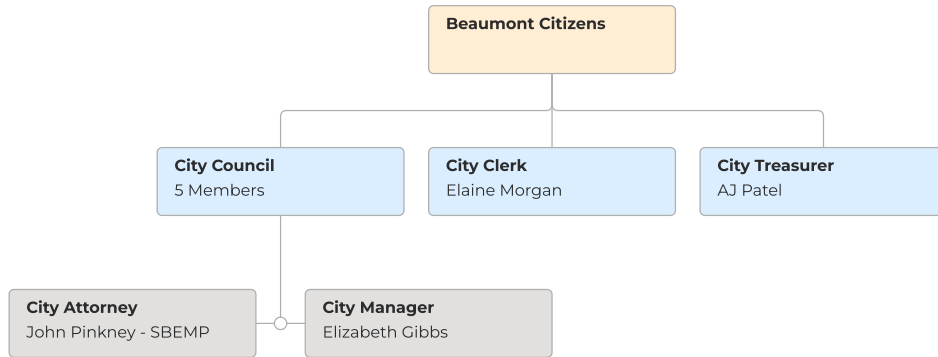 Beaumont Citizens
City Council
5 Members
City Clerk
Elaine Morgan
City Treasurer
AJ Patel
City Attorney
John Pinkney - SBEMP
City Manager
Elizabeth Gibbs